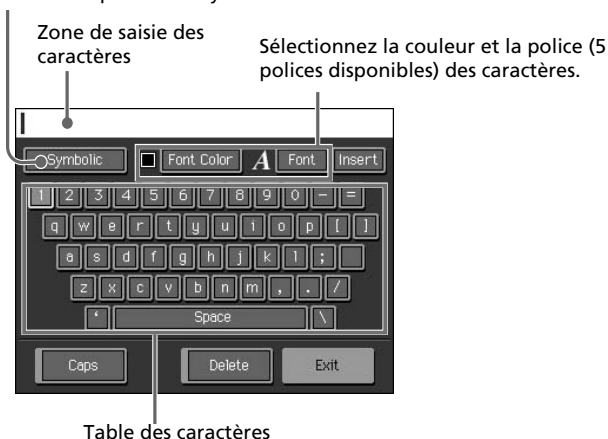 Zone de saisie des
caractères
Sélectionnez la couleur et la police (5
polices disponibles) des caractères.
Symbolic Font Color A Font Insert
1 2 3 4 5 6 7 8 9 0 - =
q w e r t y u i o p [ ]
a s d f g h j k l ;
z x c v b n m , . /
' Space \
Caps Delete Exit
Table des caractères